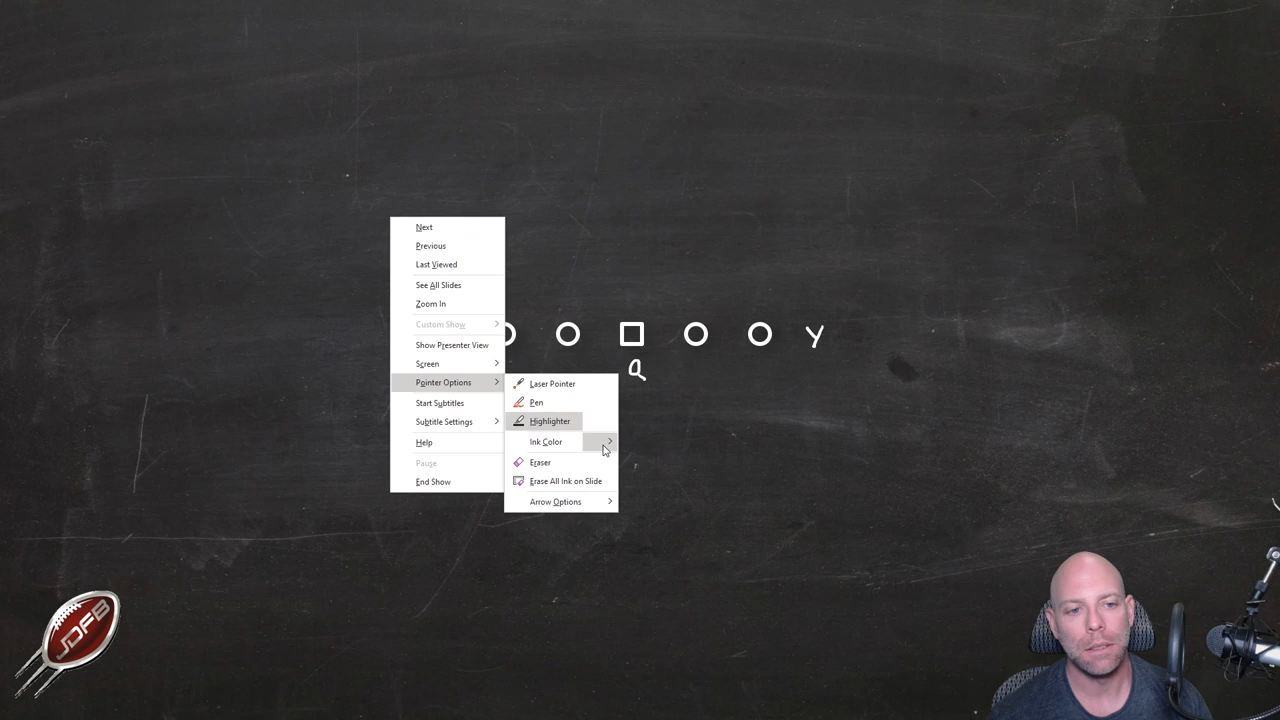 Next
Previous
Last Viewed
See All Slides
Zoom In
Custom Show
Show Presenter View
Screen
Pointer Options
Start Subtitles
Subtitle Settings
Help
Pause
End Show
Y
Q
Laser Pointer
Pen
Highlighter
Ink Color
Eraser
Erase All Ink on Slide
Arrow Options
JDFB